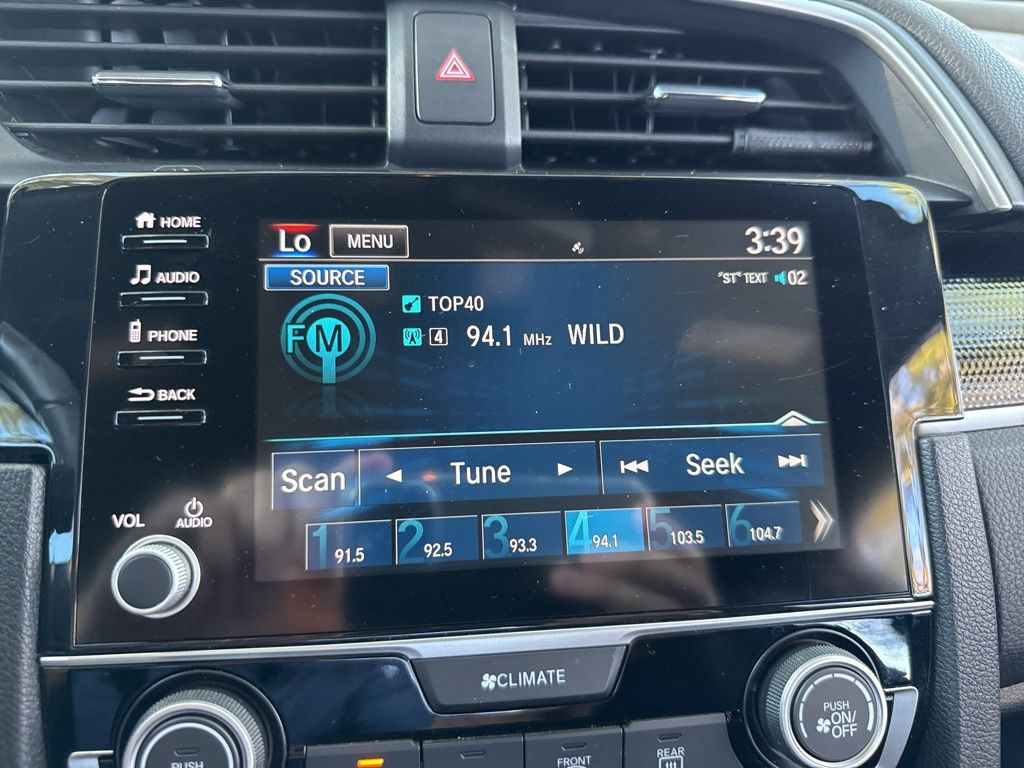 HOME
AUDIO
PHONE
BACK
VOL
AUDIO
Lo MENU 3:39
SOURCE "ST" TEXT 02
FM
TOP40
4 94.1 MHz WILD
Scan Tune Seek
1 91.5 2 92.5 3 93.3 4 94.1 5 103.5 6 104.7
CLIMATE
PUSH
ON/
OFF
PUSH
FRONT
REAR